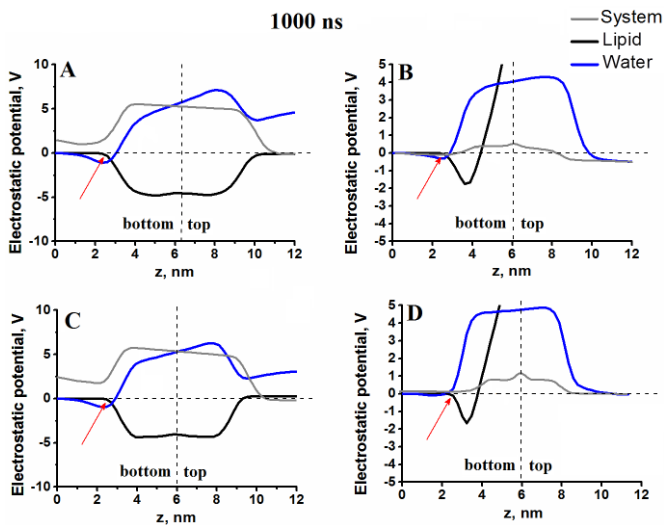 1000 ns
System
Lipid
Water
A
Electrostatic potential, V
10
5
0
-5
-10
bottom top
0 2 4 6 8 10 12
z, nm
B
Electrostatic potential, V
5
4
3
2
1
0
-1
-2
-3
-4
-5
bottom top
0 2 4 6 8 10 12
z, nm
C
Electrostatic potential, V
10
5
0
-5
-10
bottom top
0 2 4 6 8 10 12
z, nm
D
Electrostatic potential, V
5
4
3
2
1
0
-1
-2
-3
-4
-5
bottom top
0 2 4 6 8 10 12
z, nm